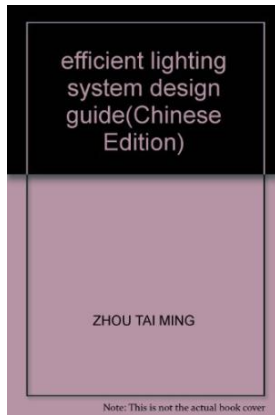 efficient lighting
system design
guide(Chinese
Edition)
ZHOU TAI MING
Note: This is not the actual book cover